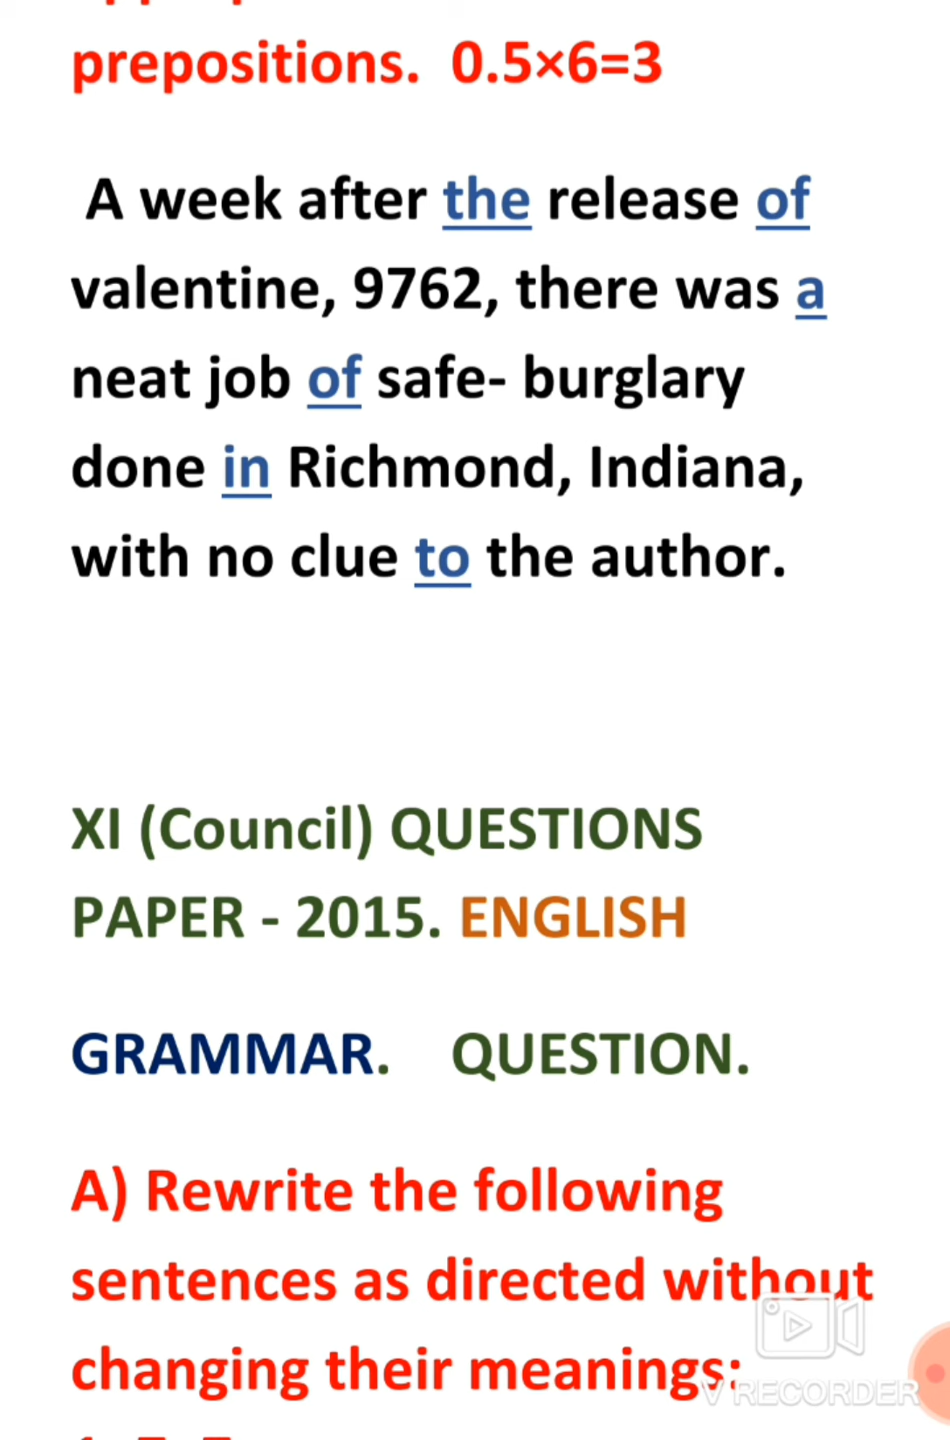 prepositions. 0.5×6=3
A week after the release of
valentine, 9762, there was a
neat job of safe- burglary
done in Richmond, Indiana,
with no clue to the author.
XI (Council) QUESTIONS
PAPER - 2015. ENGLISH
GRAMMAR. QUESTION.
A) Rewrite the following
sentences as directed without
changing their meanings:
V RECORDER